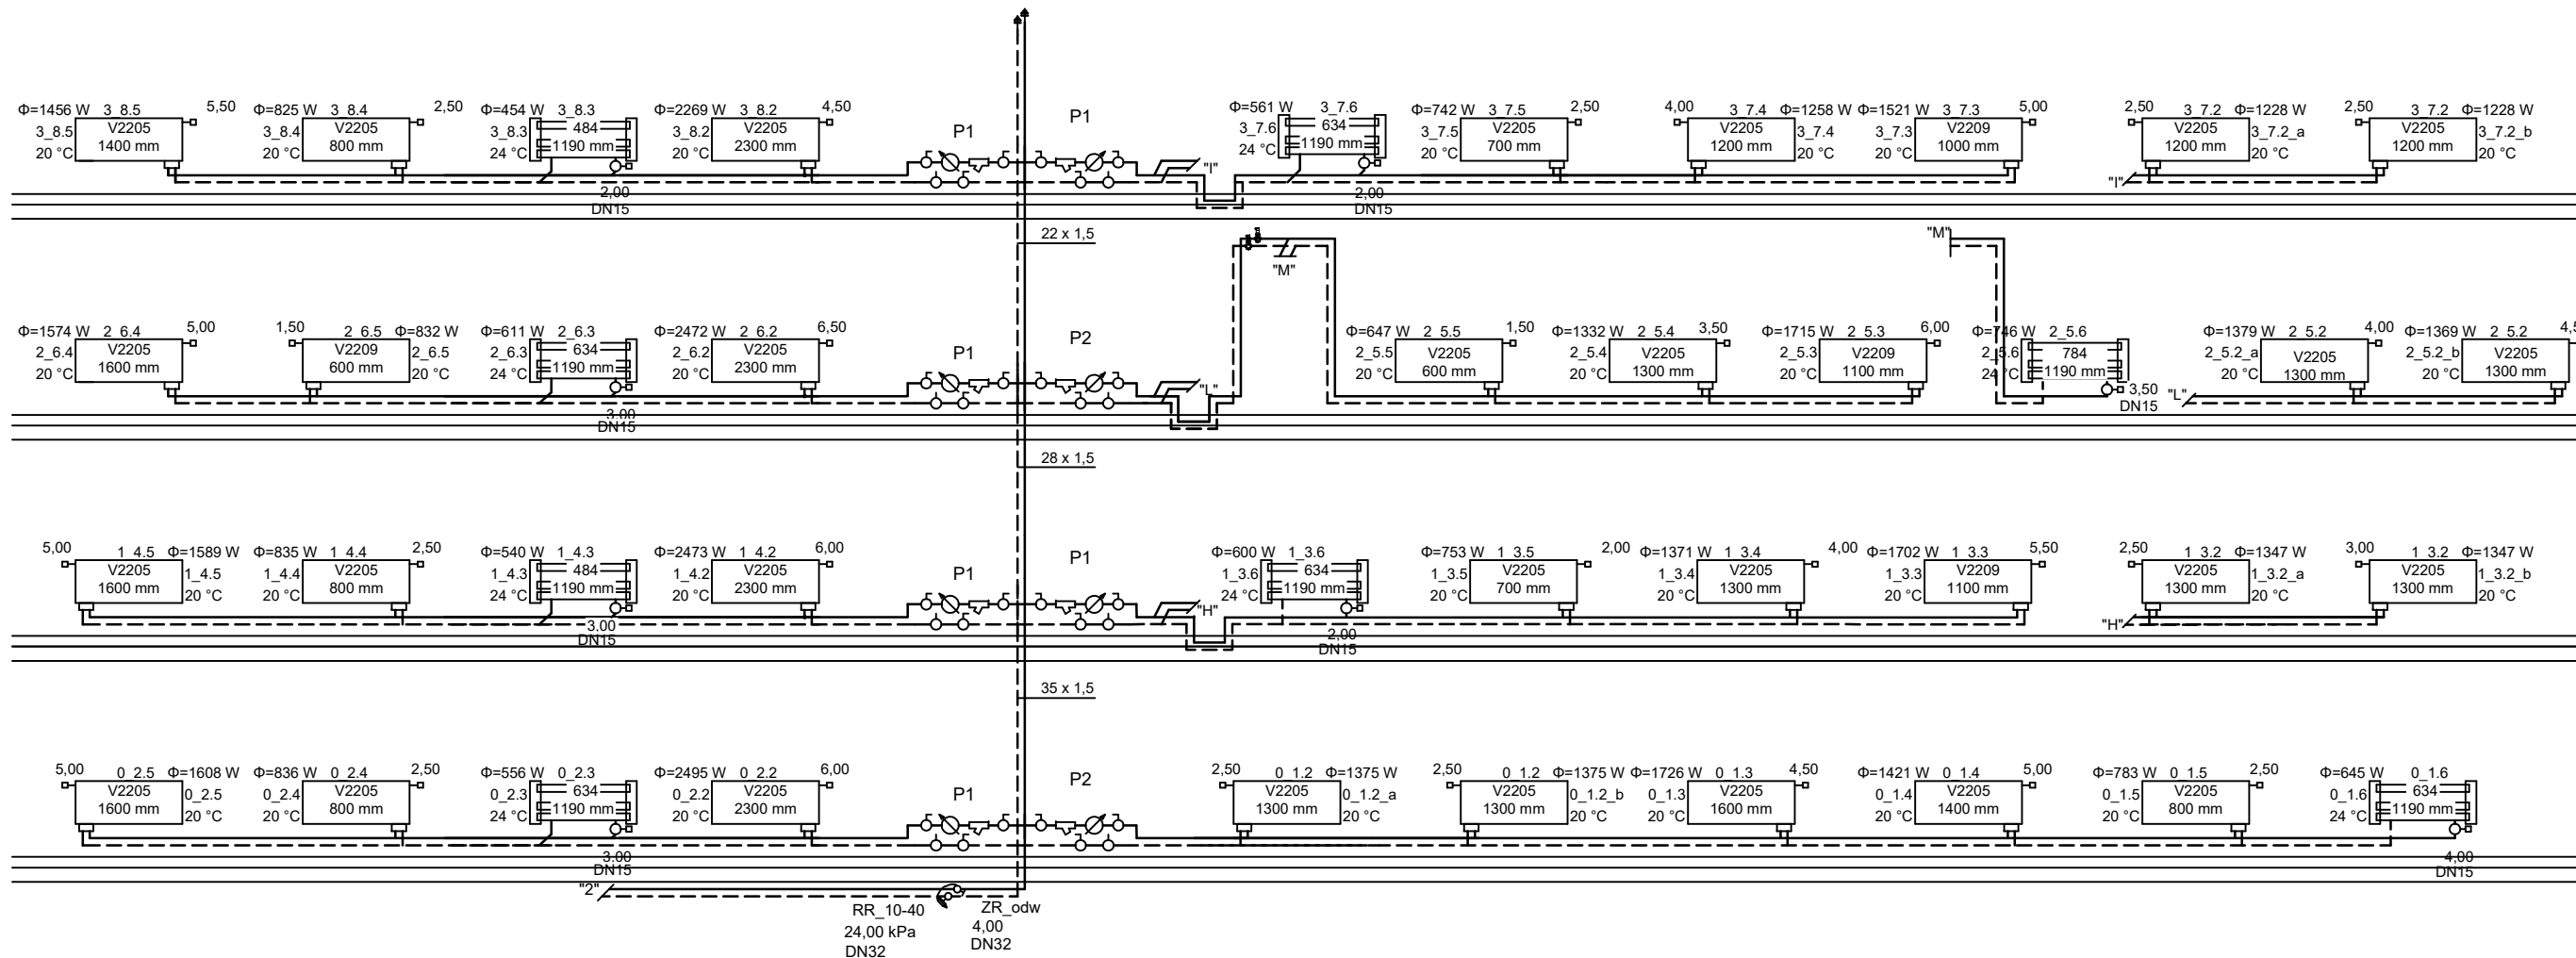 Φ=1456 W 3_8.5 5,50
3_8.5 V2205
20 °C 1400 mm
Φ=825 W 3_8.4 2,50
3_8.4 V2205
20 °C 800 mm
Φ=454 W 3_8.3
3_8.3 484
24 °C 1190 mm
2,00
DN15
Φ=2269 W 3_8.2 4,50
3_8.2 V2205
20 °C 2300 mm
P1
P1
"I"
Φ=561 W 3_7.6
3_7.6 634
24 °C 1190 mm
2,00
DN15
Φ=742 W 3_7.5 2,50
3_7.5 V2205
20 °C 700 mm
4,00 3_7.4 Φ=1258 W
V2205 3_7.4
1200 mm 20 °C
Φ=1521 W 3_7.3 5,00
3_7.3 V2209
20 °C 1000 mm
"I"
2,50 3_7.2 Φ=1228 W
V2205 3_7.2_a
1200 mm 20 °C
2,50 3_7.2 Φ=1228 W
V2205 3_7.2_b
1200 mm 20 °C
22 x 1,5
"M"
"M"
Φ=1574 W 2_6.4 5,00
2_6.4 V2205
20 °C 1600 mm
1,50 2_6.5 Φ=832 W
V2209 2_6.5
600 mm 20 °C
Φ=611 W 2_6.3
2_6.3 634
24 °C 1190 mm
3,00
DN15
Φ=2472 W 2_6.2 6,50
2_6.2 V2205
20 °C 2300 mm
P1
P2
"L"
Φ=647 W 2_5.5 1,50
2_5.5 V2205
20 °C 600 mm
Φ=1332 W 2_5.4 3,50
2_5.4 V2205
20 °C 1300 mm
Φ=1715 W 2_5.3 6,00
2_5.3 V2209
20 °C 1100 mm
Φ=746 W 2_5.6
2_5.6 784
24 °C 1190 mm
3,50
DN15
"L"
Φ=1379 W 2_5.2 4,00
2_5.2_a V2205
20 °C 1300 mm
Φ=1369 W 2_5.2
2_5.2_b V2205
20 °C 1300 mm
28 x 1,5
5,00 1_4.5 Φ=1589 W
V2205 1_4.5
1600 mm 20 °C
Φ=835 W 1_4.4 2,50
1_4.4 V2205
20 °C 800 mm
Φ=540 W 1_4.3
1_4.3 484
24 °C 1190 mm
3.00
DN15
Φ=2473 W 1_4.2 6,00
1_4.2 V2205
20 °C 2300 mm
P1
P1
"H"
Φ=600 W 1_3.6
1_3.6 634
24 °C 1190 mm
2,00
DN15
Φ=753 W 1_3.5 2,00
1_3.5 V2205
20 °C 700 mm
Φ=1371 W 1_3.4 4,00
1_3.4 V2205
20 °C 1300 mm
Φ=1702 W 1_3.3 5,50
1_3.3 V2209
20 °C 1100 mm
"H"
2,50 1_3.2 Φ=1347 W
V2205 1_3.2_a
1300 mm 20 °C
3,00 1_3.2 Φ=1347 W
V2205 1_3.2_b
1300 mm 20 °C
35 x 1,5
5,00 0_2.5 Φ=1608 W
V2205 0_2.5
1600 mm 20 °C
Φ=836 W 0_2.4 2,50
0_2.4 V2205
20 °C 800 mm
Φ=556 W 0_2.3
0_2.3 634
24 °C 1190 mm
3.00
DN15
Φ=2495 W 0_2.2 6,00
0_2.2 V2205
20 °C 2300 mm
P1
P2
2,50 0_1.2 Φ=1375 W
V2205 0_1.2_a
1300 mm 20 °C
2,50 0_1.2 Φ=1375 W
V2205 0_1.2_b
1300 mm 20 °C
Φ=1726 W 0_1.3 4,50
0_1.3 V2205
20 °C 1600 mm
Φ=1421 W 0_1.4 5,00
0_1.4 V2205
20 °C 1400 mm
Φ=783 W 0_1.5 2,50
0_1.5 V2205
20 °C 800 mm
Φ=645 W 0_1.6
0_1.6 634
24 °C 1190 mm
4,00
DN15
"2"
RR_10-40
24,00 kPa
DN32
ZR_odw
4,00
DN32